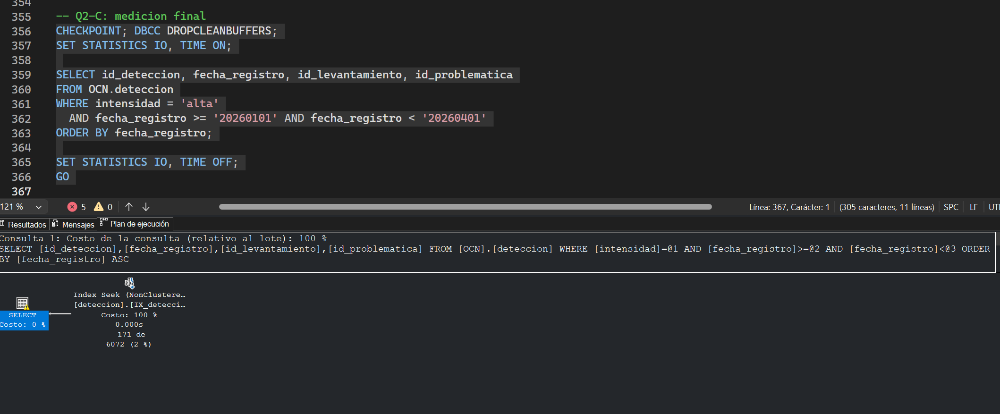 354
355 -- Q2-C: medicion final
356 CHECKPOINT; DBCC DROPCLEANBUFFERS;
357 SET STATISTICS IO, TIME ON;
358
359 SELECT id_deteccion, fecha_registro, id_levantamiento, id_problematica
360 FROM OCN.deteccion
361 WHERE intensidad = 'alta'
362 AND fecha_registro >= '20260101' AND fecha_registro < '20260401'
363 ORDER BY fecha_registro;
364
365 SET STATISTICS IO, TIME OFF;
366 GO
367
121 % 5 0 Línea: 367, Carácter: 1 (305 caracteres, 11 líneas) SPC LF UTI
Resultados Mensajes Plan de ejecución
Consulta 1: Costo de la consulta (relativo al lote): 100 %
SELECT [id_deteccion],[fecha_registro],[id_levantamiento],[id_problematica] FROM [OCN].[deteccion] WHERE [intensidad]=@1 AND [fecha_registro]>=@2 AND [fecha_registro]<@3 ORDER
BY [fecha_registro] ASC
SELECT
Costo: 0 %
Index Seek (NonClustere…
[deteccion].[IX_detecci…
Costo: 100 %
0.000s
171 de
6072 (2 %)